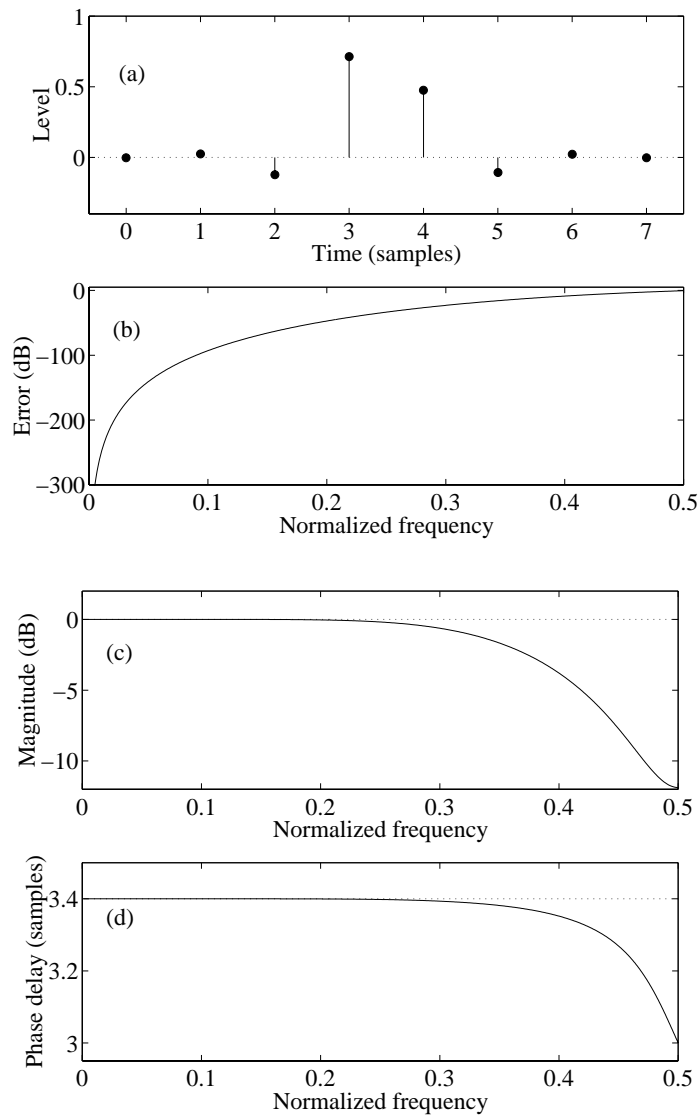 1
0.5
0
(a)
Level
0 1 2 3 4 5 6 7
Time (samples)
0
−100
−200
−300
(b)
Error (dB)
0 0.1 0.2 0.3 0.4 0.5
Normalized frequency
0
−5
−10
(c)
Magnitude (dB)
0 0.1 0.2 0.3 0.4 0.5
Normalized frequency
3.4
3.2
3
(d)
Phase delay (samples)
0 0.1 0.2 0.3 0.4 0.5
Normalized frequency